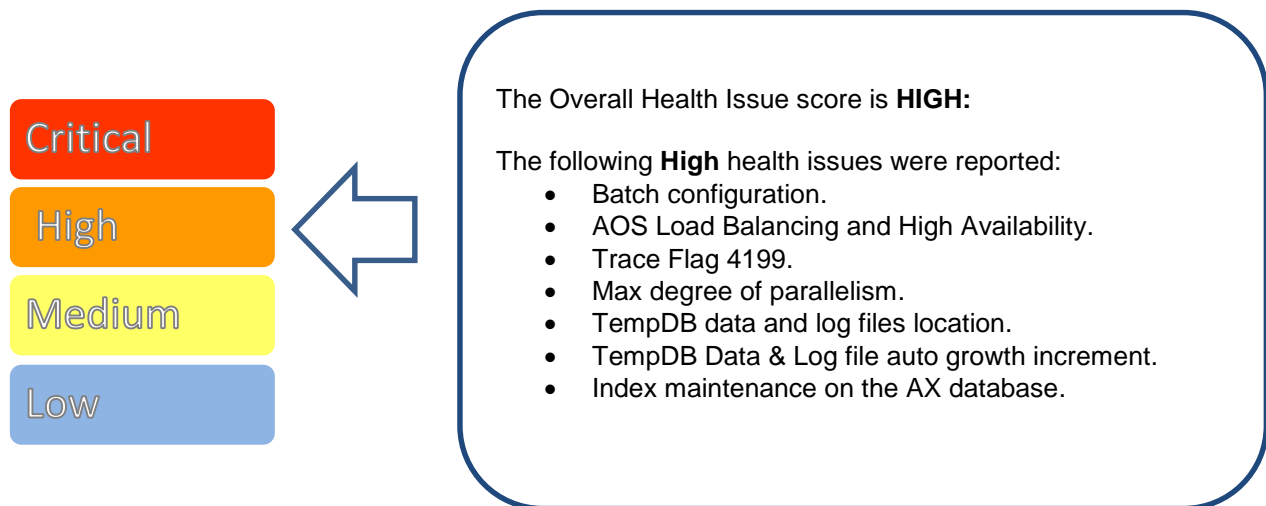 Critical
High
Medium
Low
The Overall Health Issue score is HIGH:
The following High health issues were reported:
• Batch configuration.
• AOS Load Balancing and High Availability.
• Trace Flag 4199.
• Max degree of parallelism.
• TempDB data and log files location.
• TempDB Data & Log file auto growth increment.
• Index maintenance on the AX database.